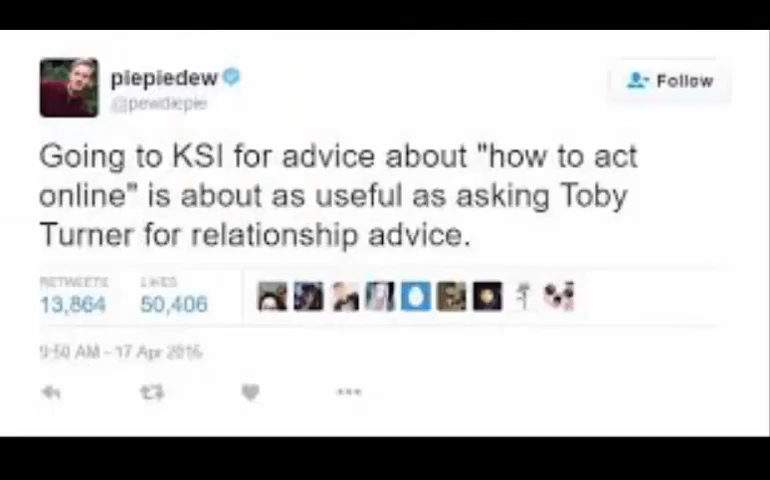 piepiedew
@pewdiepie
Follow
Going to KSI for advice about "how to act
online" is about as useful as asking Toby
Turner for relationship advice.
RETWEETS LIKES
13,864 50,406
9:50 AM - 17 Apr 2016